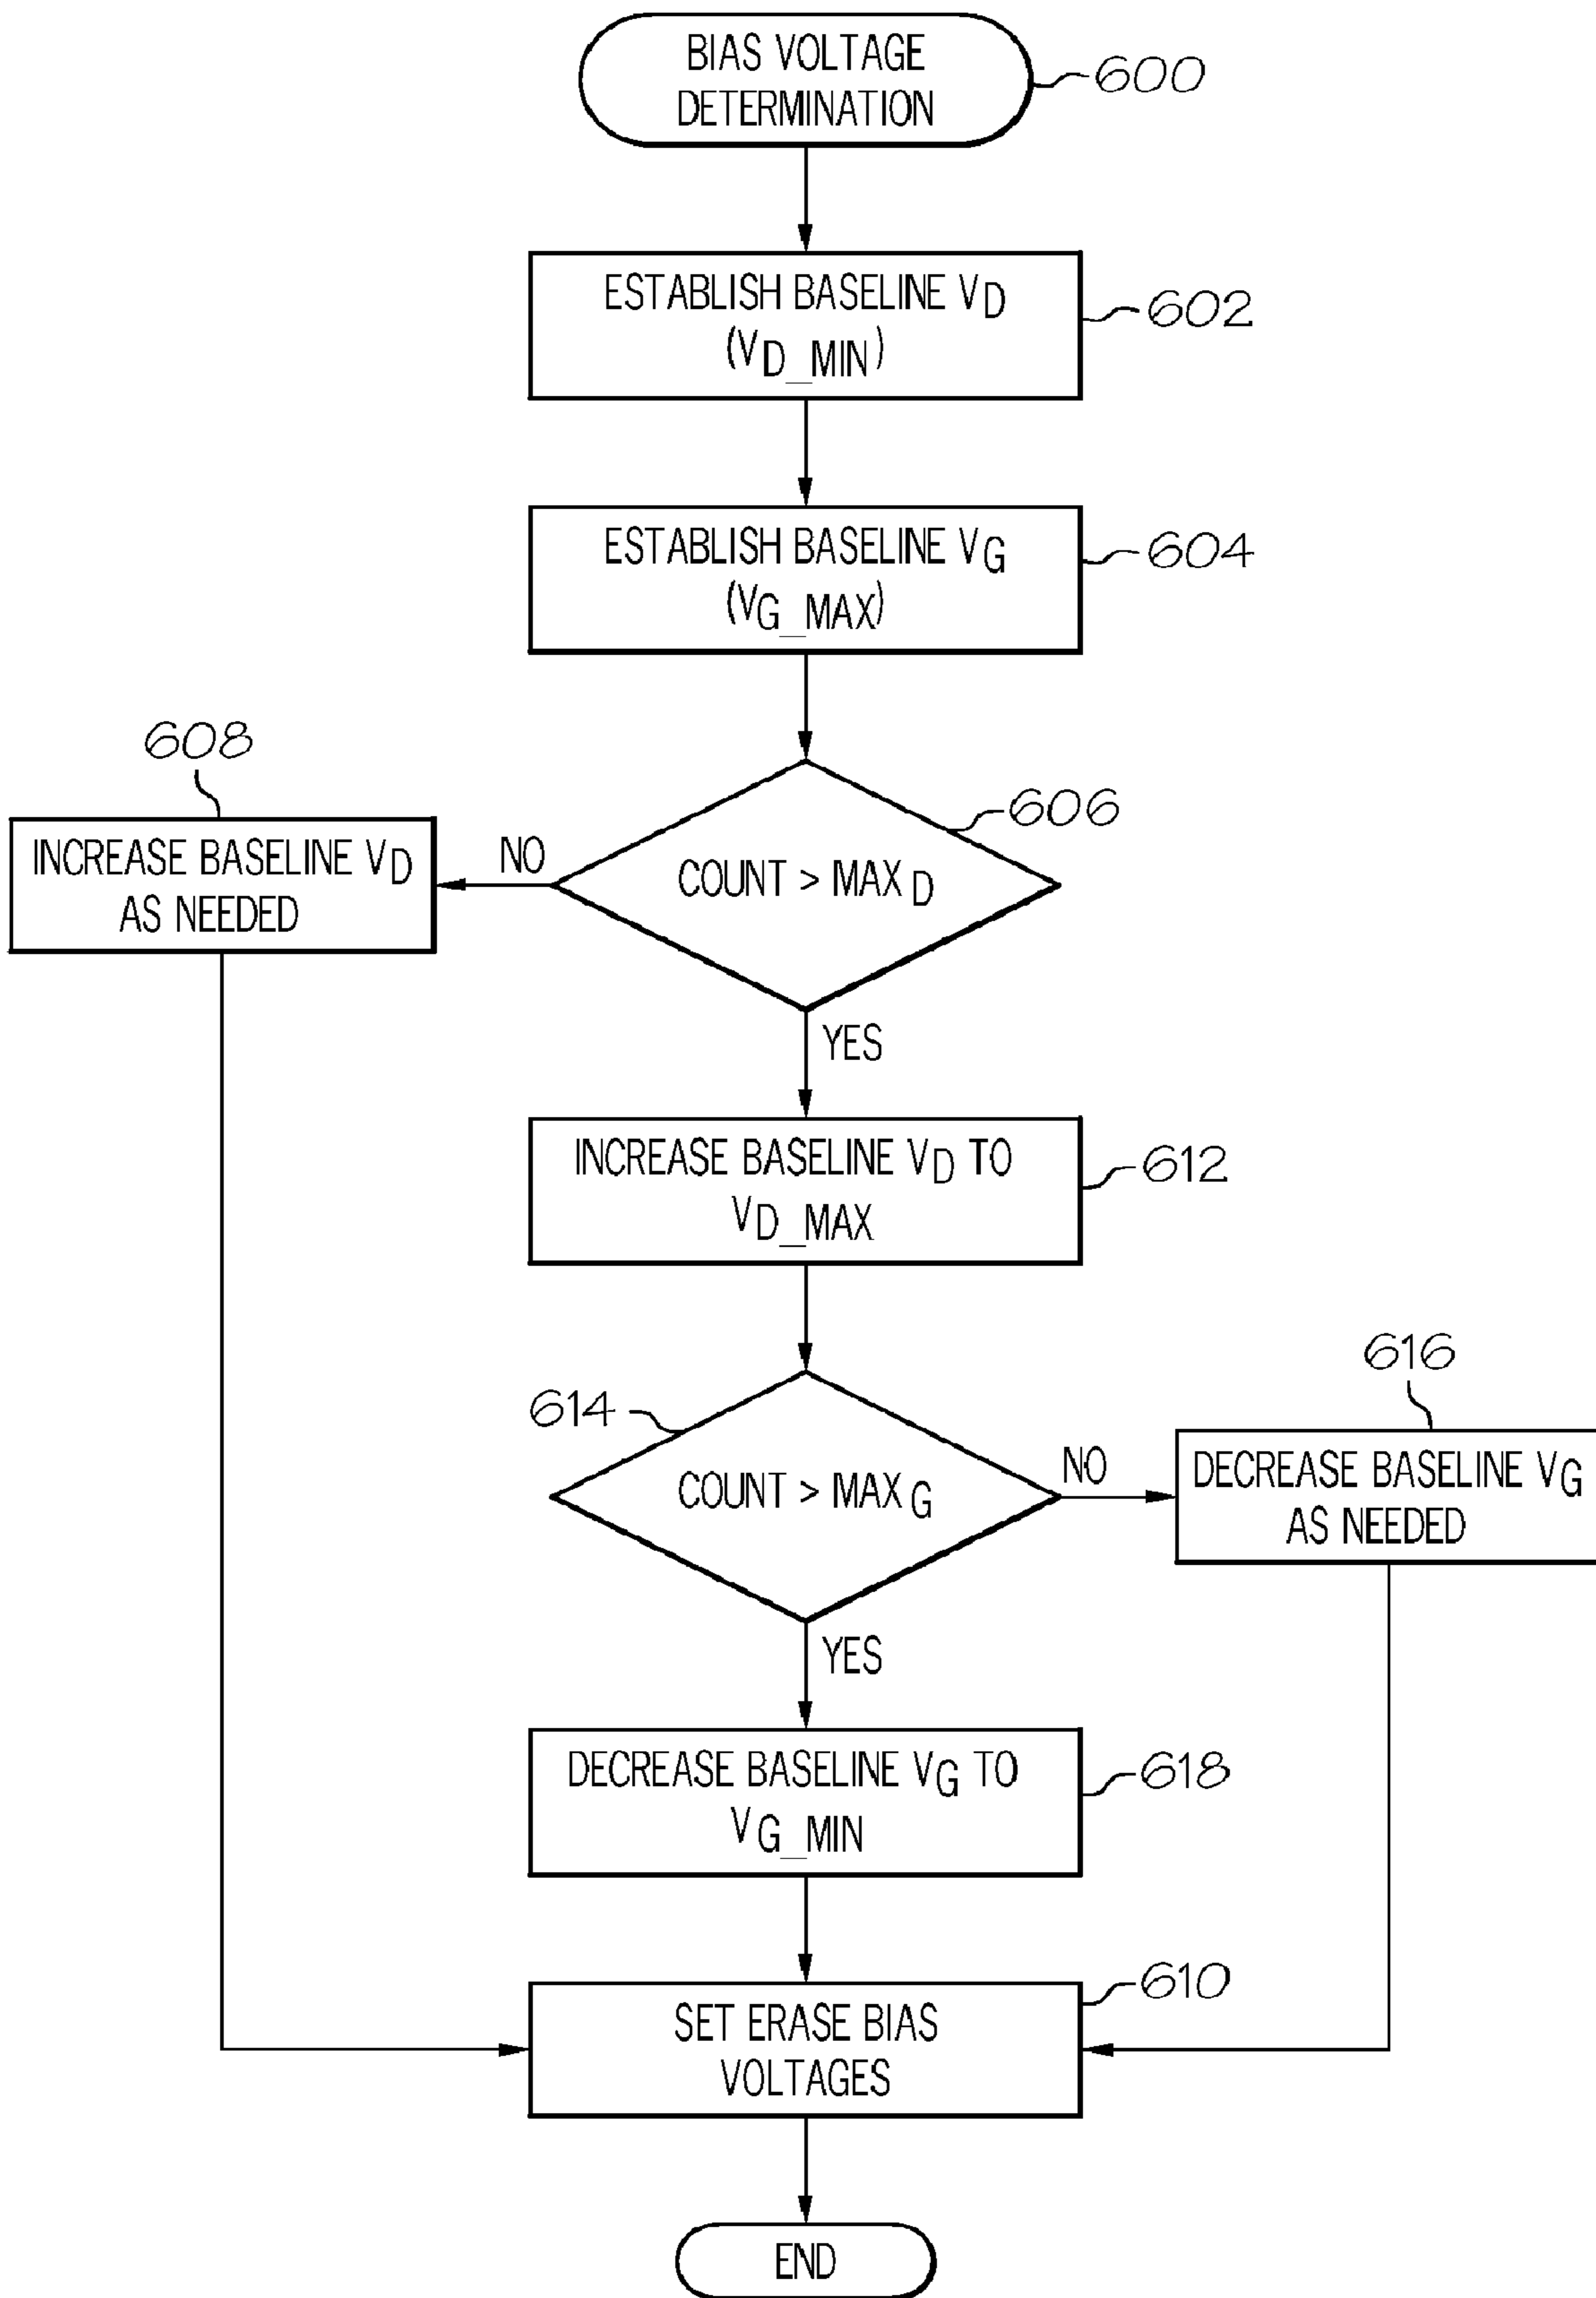 BIAS VOLTAGE
DETERMINATION
600
ESTABLISH BASELINE VD
(VD_MIN)
602
ESTABLISH BASELINE VG
(VG_MAX)
604
608
606
INCREASE BASELINE VD
AS NEEDED
NO
COUNT > MAXD
YES
INCREASE BASELINE VD TO
VD_MAX
612
616
614
COUNT > MAXG
NO
DECREASE BASELINE VG
AS NEEDED
YES
DECREASE BASELINE VG TO
VG_MIN
618
610
SET ERASE BIAS
VOLTAGES
END